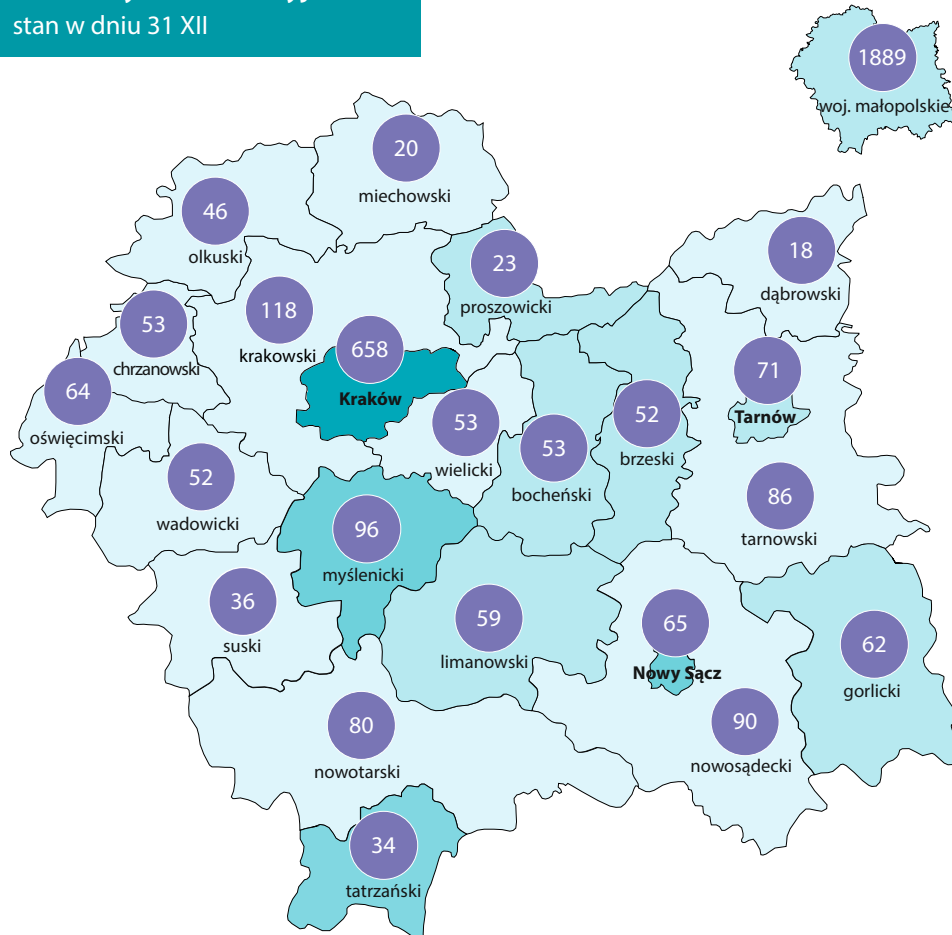 stan w dniu 31 XII
1889
woj. małopolskie
20
miechowski
46
olkuski
18
dąbrowski
23
proszowicki
118
krakowski
53
chrzanowski
658
Kraków
71
Tarnów
64
oświęcimski
53
wielicki
52
brzeski
53
bocheński
52
wadowicki
86
tarnowski
96
myślenicki
36
suski
59
limanowski
65
Nowy Sącz
62
gorlicki
80
nowotarski
90
nowosądecki
34
tatrzański